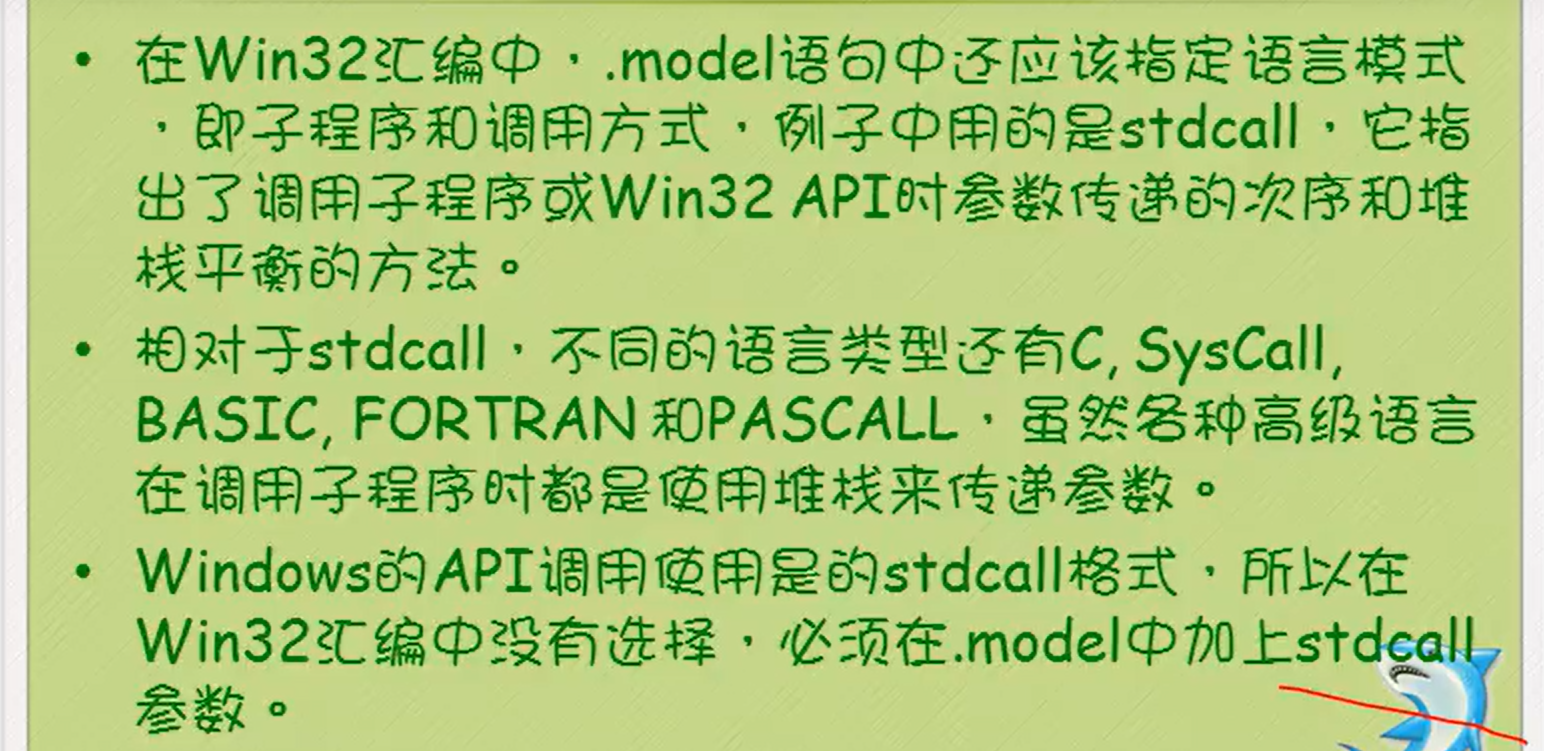 • 在Win32汇编中，.model语句中还应该指定语言模式
，即子程序和调用方式，例子中用的是stdcall，它指
出了调用子程序或Win32 API时参数传递的次序和堆
栈平衡的方法。
• 相对于stdcall，不同的语言类型还有C, SysCall,
BASIC, FORTRAN 和PASCALL，虽然各种高级语言
在调用子程序时都是使用堆栈来传递参数。
• Windows的API调用使用是的stdcall格式，所以在
Win32汇编中没有选择，必须在.model中加上stdcall
参数。